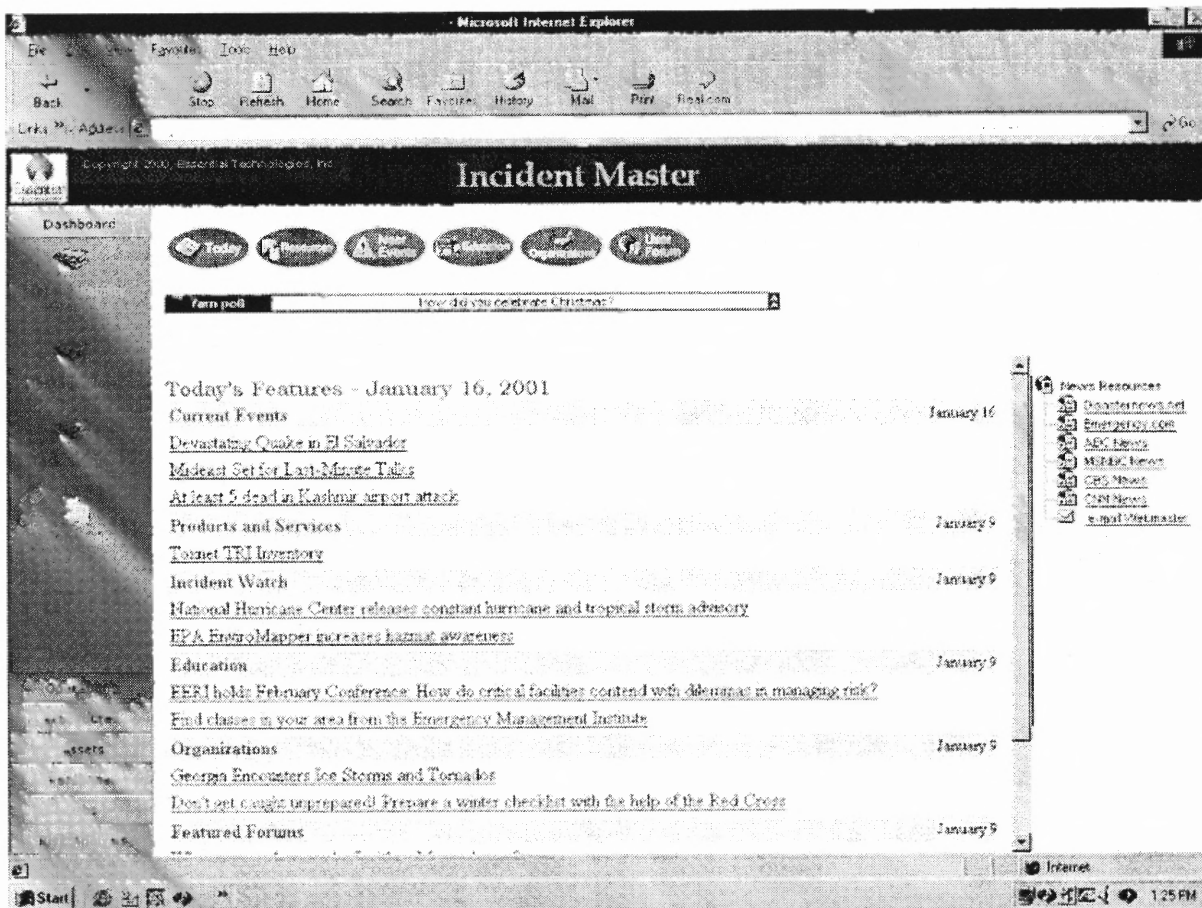 - Microsoft Internet Explorer
Favorites Tools Help
Back Stop Refresh Home Search Favorites History Mail Print Real.com
Links » Address Go
Copyright 2000, Essential Technologies, Inc.
Incident Master
Dashboard
Today Resources Education Organizations User Forum
How did you celebrate Christmas?
Today's Features - January 16, 2001
Current Events January 16
Devastating Quake in El Salvador
Mideast Set for Last-Minute Talks
At least 5 dead in Kashmir airport attack
Products and Services January 9
Toxnet TRI Inventory
Incident Watch January 9
National Hurricane Center releases constant hurricane and tropical storm advisory
EPA EnviroMapper increases hazmat awareness
Education January 9
EERI holds February Conference: How do critical facilities contend with dilemmas in managing risk?
Find classes in your area from the Emergency Management Institute
Organizations January 9
Georgia Encounters Ice Storms and Tornados
Don't get caught unprepared! Prepare a winter checklist with the help of the Red Cross
Featured Forums January 9
News Resources
Disasternews.net
Emergency.com
ABC News
MSNBC News
CBS News
CNN News
e-mail Webmaster
Assets
Internet
Start 1:25 PM